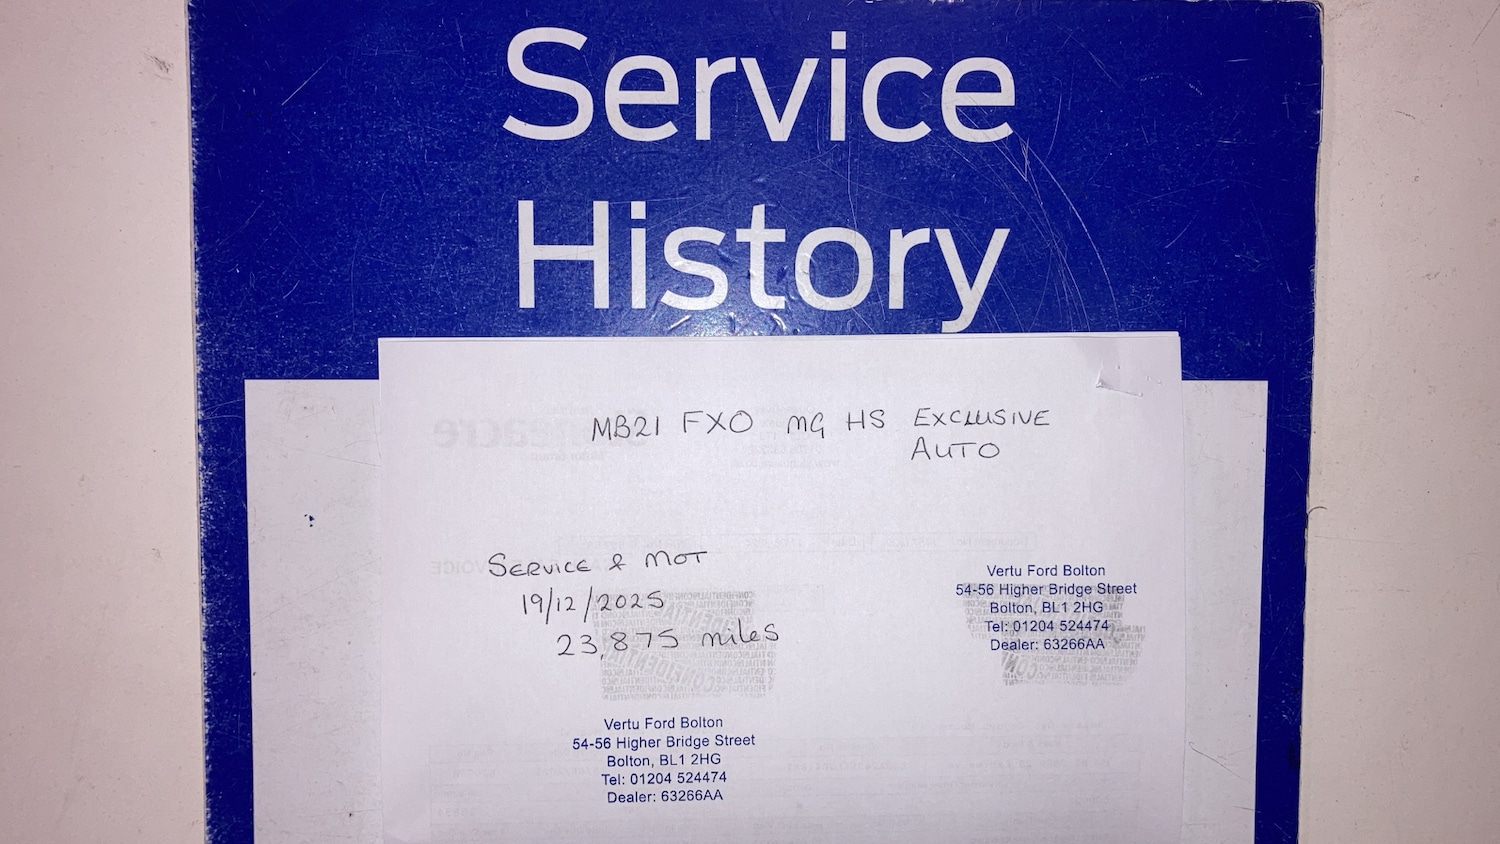 Service
History
MB21 FXO MG HS EXCLUSIVE
AUTO
SERVICE & MOT
19/12/2025
23,875 miles
Vertu Ford Bolton
54-56 Higher Bridge Street
Bolton, BL1 2HG
Tel: 01204 524474
Dealer: 63266AA
Vertu Ford Bolton
54-56 Higher Bridge Street
Bolton, BL1 2HG
Tel: 01204 524474
Dealer: 63266AA